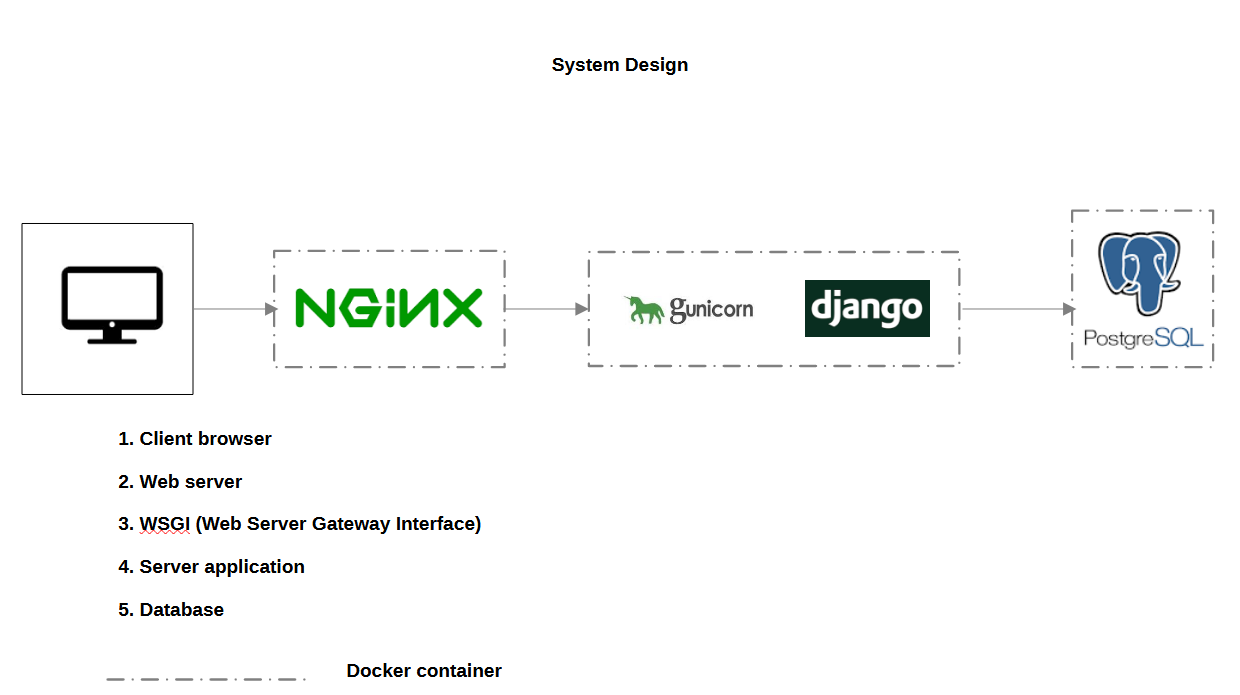 System Design
NGINX
gunicorn
django
PostgreSQL
1. Client browser
2. Web server
3. WSGI (Web Server Gateway Interface)
4. Server application
5. Database
Docker container